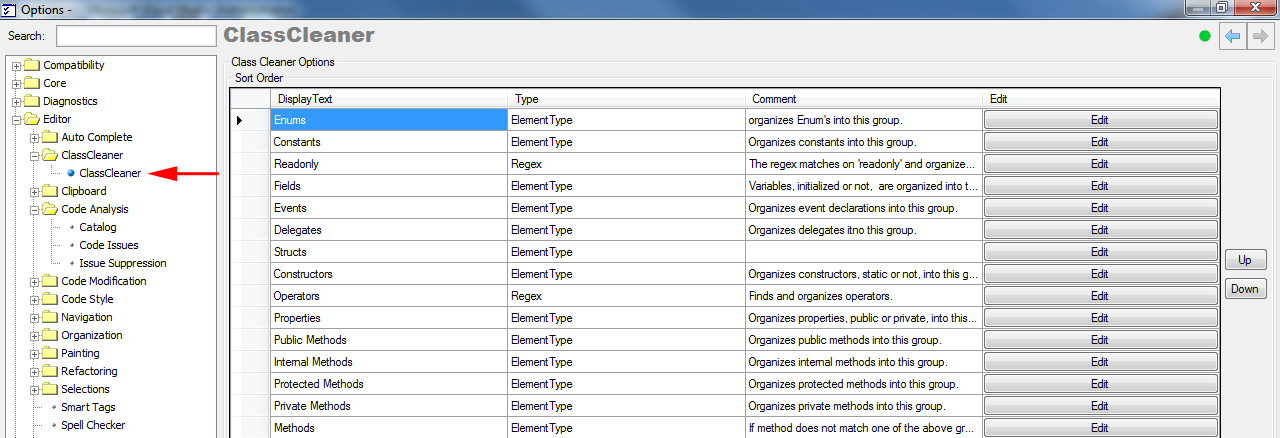 Options -
Search:
ClassCleaner
Compatibility
Core
Diagnostics
Editor
Auto Complete
ClassCleaner
ClassCleaner
Clipboard
Code Analysis
Catalog
Code Issues
Issue Suppression
Code Modification
Code Style
Navigation
Organization
Painting
Refactoring
Selections
Smart Tags
Spell Checker
Class Cleaner Options
Sort Order
DisplayText Type Comment Edit
Enums ElementType organizes Enum's into this group. Edit
Constants ElementType Organizes constants into this group. Edit
Readonly Regex The regex matches on 'readonly' and organize... Edit
Fields ElementType Variables, initialized or not,  are organized into t... Edit
Events ElementType Organizes event declarations into this group. Edit
Delegates ElementType Organizes delegates itno this group. Edit
Structs ElementType Edit
Constructors ElementType Organizes constructors, static or not, into this g... Edit
Operators Regex Finds and organizes operators. Edit
Properties ElementType Organizes properties, public or private, into this... Edit
Public Methods ElementType Organizes public methods into this group. Edit
Internal Methods ElementType Organizes internal methods into this group. Edit
Protected Methods ElementType Organizes protected methods into this group. Edit
Private Methods ElementType Organizes private methods into this group. Edit
Methods ElementType If method does not match one of the above gr... Edit
Up
Down